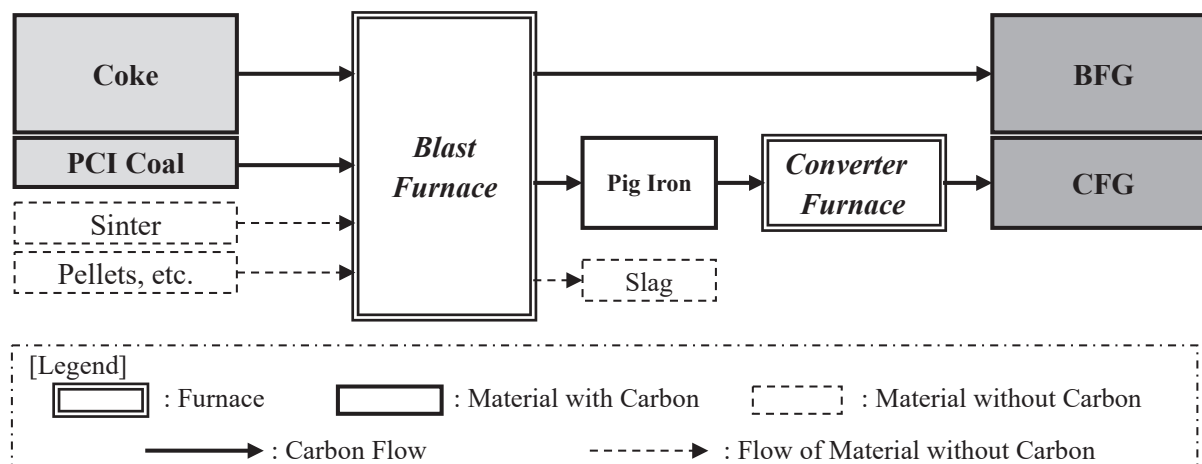 Coke
BFG
Blast
Furnace
PCI Coal
Pig Iron
Converter
Furnace
CFG
Sinter
Pellets, etc.
Slag
[Legend]
: Furnace
: Material with Carbon
: Material without Carbon
: Carbon Flow
: Flow of Material without Carbon